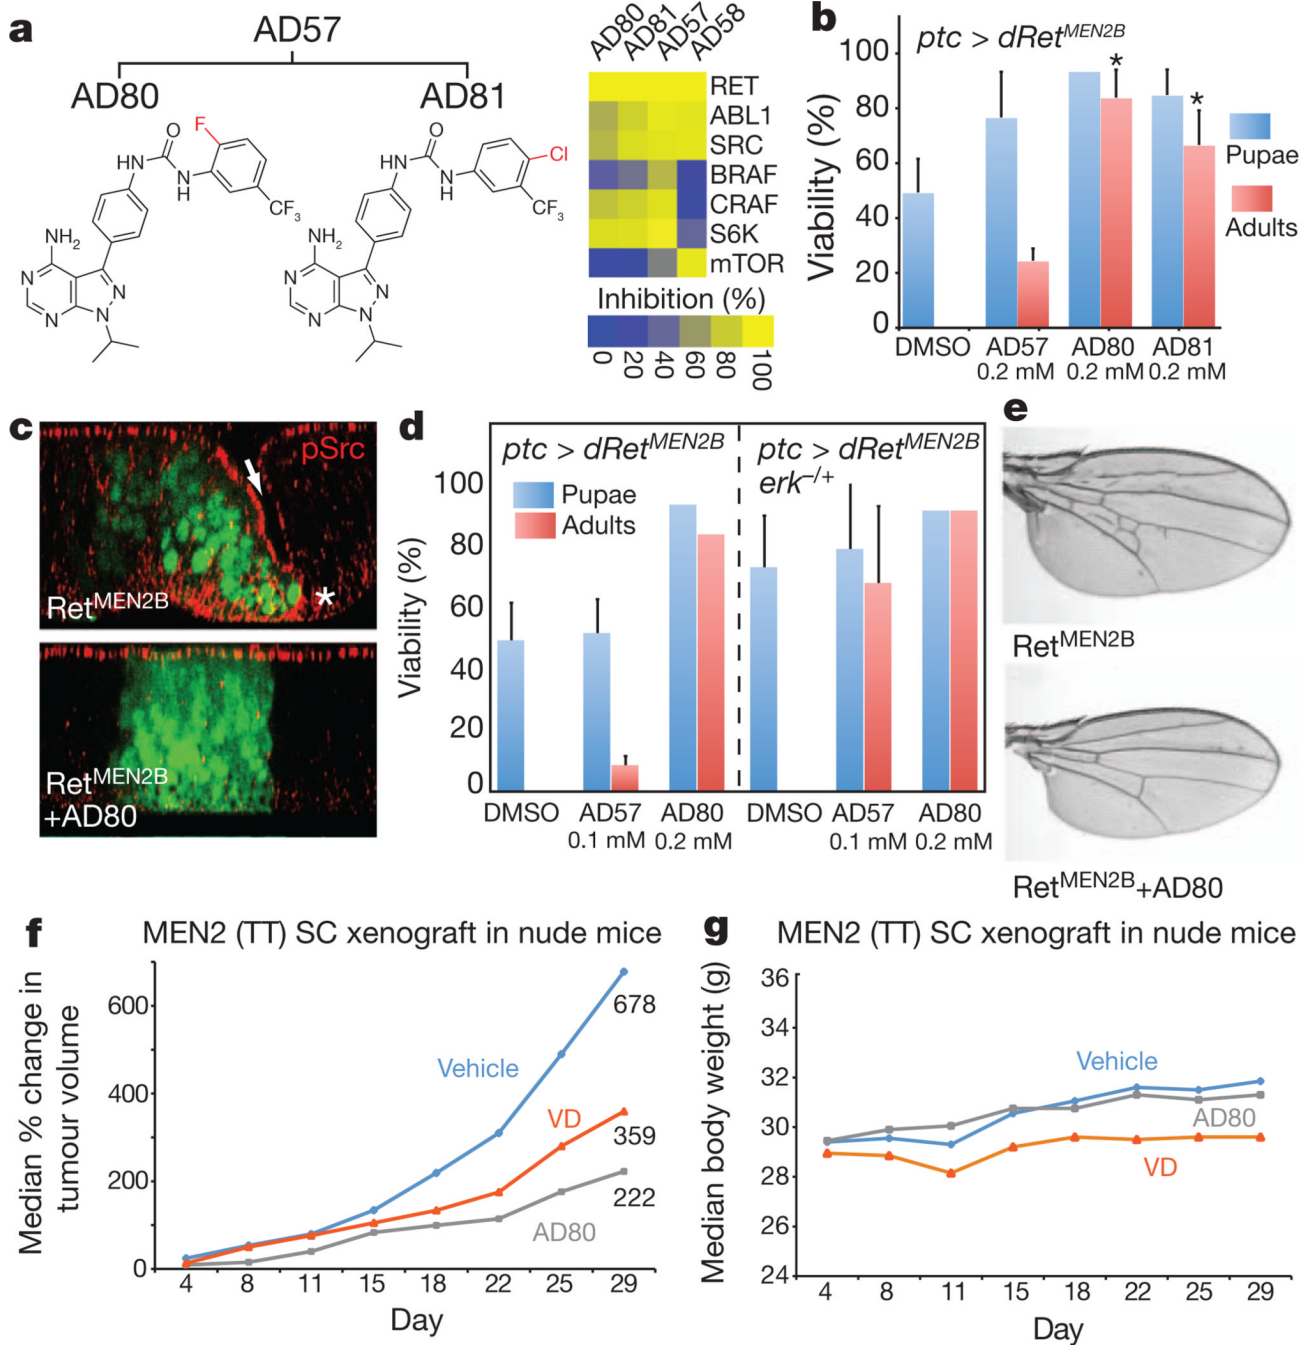 a
AD57
AD80
AD81
F
O
HN
NH
CF3
NH2
N
N
N
N
N
O
HN
NH
Cl
CF3
NH2
N
N
N
N
N
AD80
AD81
AD57
AD58
RET
ABL1
SRC
BRAF
CRAF
S6K
mTOR
Inhibition (%)
0 20 40 60 80 100
b
ptc > dRetMEN2B
Viability (%)
100
80
60
40
20
0
* *
Pupae
Adults
DMSO AD57 AD80 AD81
0.2 mM 0.2 mM 0.2 mM
c
pSrc
RetMEN2B
*
RetMEN2B
+AD80
d
ptc > dRetMEN2B
ptc > dRetMEN2B
erk–/+
Pupae
Adults
Viability (%)
100
80
60
40
20
0
DMSO AD57 AD80 DMSO AD57 AD80
0.1 mM 0.2 mM 0.1 mM 0.2 mM
e
RetMEN2B
RetMEN2B+AD80
f
MEN2 (TT) SC xenograft in nude mice
Median % change in
tumour volume
600
400
200
0
678
Vehicle
VD
359
222
AD80
4 8 11 15 18 22 25 29
Day
g
MEN2 (TT) SC xenograft in nude mice
Median body weight (g)
36
34
32
30
28
26
24
Vehicle
AD80
VD
4 8 11 15 18 22 25 29
Day